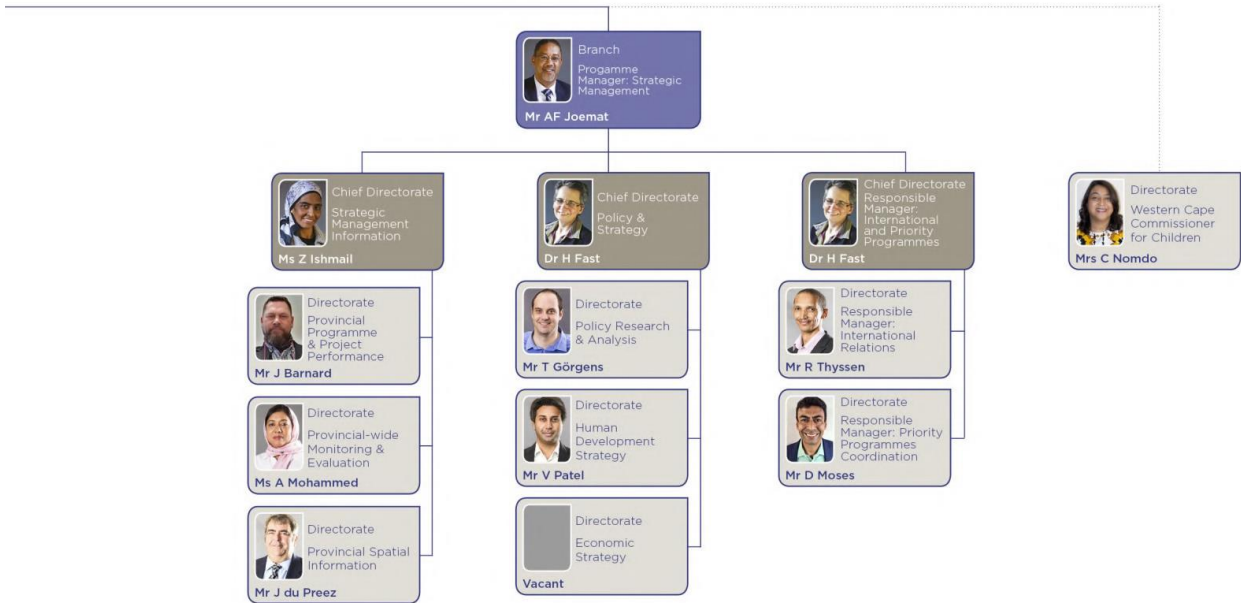 Branch
Progamme
Manager: Strategic
Management
Mr AF Joemat
Chief Directorate
Strategic
Management
Information
Ms Z Ishmail
Chief Directorate
Policy &
Strategy
Dr H Fast
Chief Directorate
Responsible
Manager:
International
and Priority
Programmes
Dr H Fast
Directorate
Western Cape
Commissioner
for Children
Mrs C Nomdo
Directorate
Provincial
Programme
& Project
Performance
Mr J Barnard
Directorate
Policy Research
& Analysis
Mr T Görgens
Directorate
Responsible
Manager:
International
Relations
Mr R Thyssen
Directorate
Provincial-wide
Monitoring &
Evaluation
Ms A Mohammed
Directorate
Human
Development
Strategy
Mr V Patel
Directorate
Responsible
Manager: Priority
Programmes
Coordination
Mr D Moses
Directorate
Provincial Spatial
Information
Mr J du Preez
Directorate
Economic
Strategy
Vacant